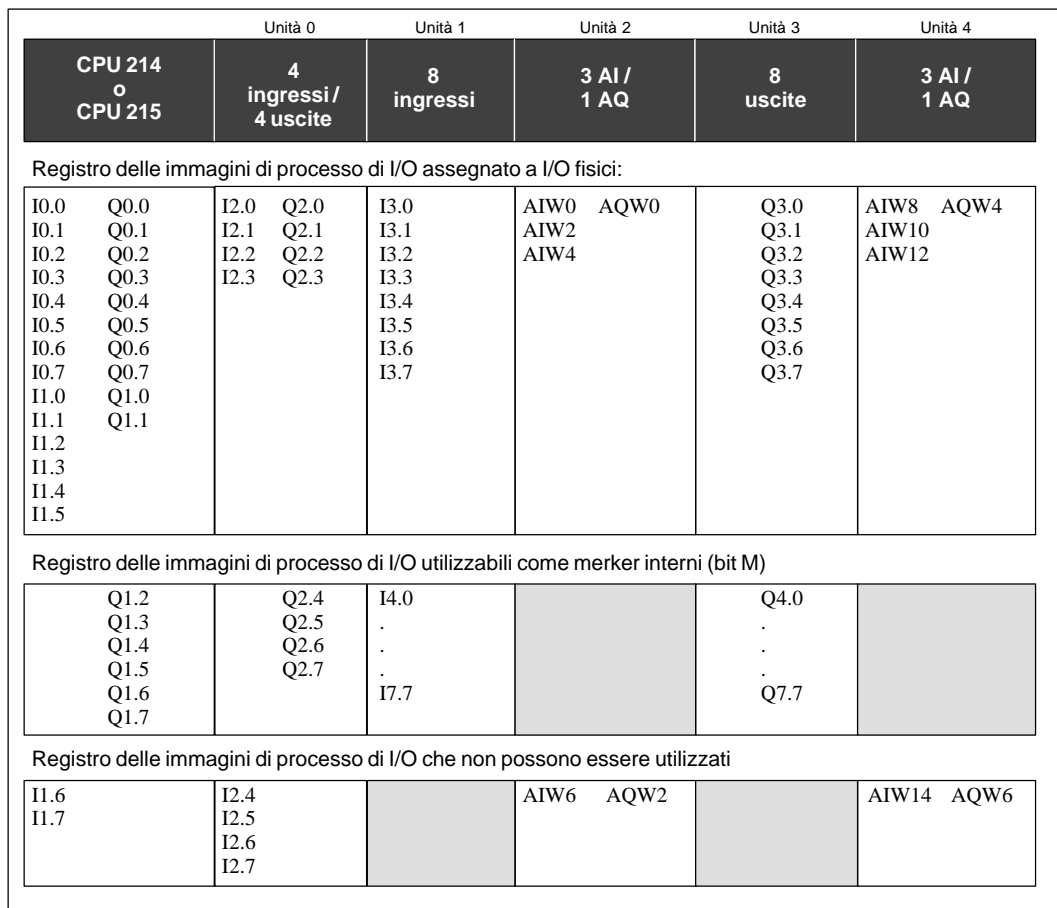 Unità 0 Unità 1 Unità 2 Unità 3 Unità 4
CPU 214
o
CPU 215
4
ingressi /
4 uscite
8
ingressi
3 AI /
1 AQ
8
uscite
3 AI /
1 AQ
Registro delle immagini di processo di I/O assegnato a I/O fisici:
I0.0 Q0.0 I2.0 Q2.0 I3.0 AIW0 AQW0 Q3.0 AIW8 AQW4
I0.1 Q0.1 I2.1 Q2.1 I3.1 AIW2 Q3.1 AIW10
I0.2 Q0.2 I2.2 Q2.2 I3.2 AIW4 Q3.2 AIW12
I0.3 Q0.3 I2.3 Q2.3 I3.3 Q3.3
I0.4 Q0.4 I3.4 Q3.4
I0.5 Q0.5 I3.5 Q3.5
I0.6 Q0.6 I3.6 Q3.6
I0.7 Q0.7 I3.7 Q3.7
I1.0 Q1.0
I1.1 Q1.1
I1.2
I1.3
I1.4
I1.5
Registro delle immagini di processo di I/O utilizzabili come merker interni (bit M)
Q1.2 Q2.4 I4.0 Q4.0
Q1.3 Q2.5 . .
Q1.4 Q2.6 . .
Q1.5 Q2.7 . .
Q1.6 I7.7 Q7.7
Q1.7
Registro delle immagini di processo di I/O che non possono essere utilizzati
I1.6 I2.4 AIW6 AQW2 AIW14 AQW6
I1.7 I2.5
I2.6
I2.7